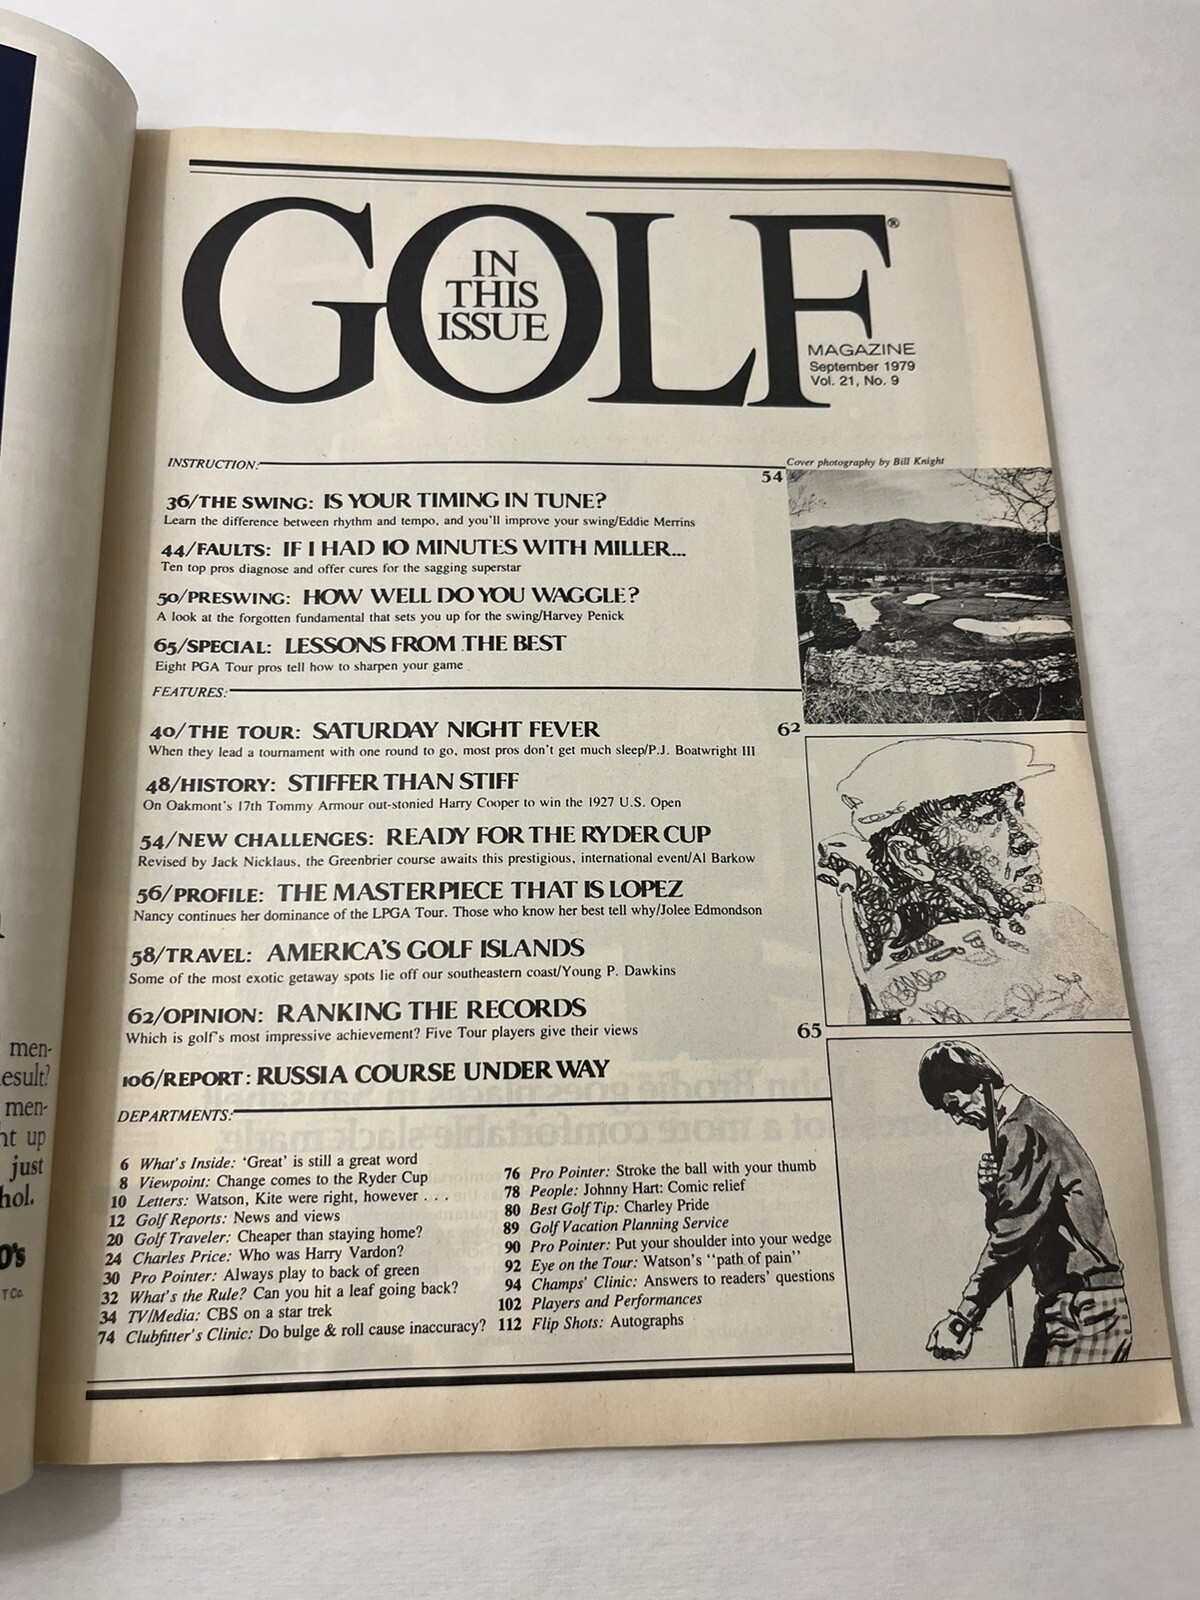 GOLF®
IN
THIS
ISSUE
MAGAZINE
September 1979
Vol. 21, No. 9
INSTRUCTION:
Cover photography by Bill Knight
54
36/THE SWING: IS YOUR TIMING IN TUNE?
Learn the difference between rhythm and tempo, and you'll improve your swing/Eddie Merrins
44/FAULTS: IF I HAD 10 MINUTES WITH MILLER...
Ten top pros diagnose and offer cures for the sagging superstar
50/PRESWING: HOW WELL DO YOU WAGGLE?
A look at the forgotten fundamental that sets you up for the swing/Harvey Penick
65/SPECIAL: LESSONS FROM THE BEST
Eight PGA Tour pros tell how to sharpen your game
FEATURES:
62
40/THE TOUR: SATURDAY NIGHT FEVER
When they lead a tournament with one round to go, most pros don't get much sleep/P.J. Boatwright III
48/HISTORY: STIFFER THAN STIFF
On Oakmont's 17th Tommy Armour out-stonied Harry Cooper to win the 1927 U.S. Open
54/NEW CHALLENGES: READY FOR THE RYDER CUP
Revised by Jack Nicklaus, the Greenbrier course awaits this prestigious, international event/Al Barkow
56/PROFILE: THE MASTERPIECE THAT IS LOPEZ
Nancy continues her dominance of the LPGA Tour. Those who know her best tell why/Jolee Edmondson
58/TRAVEL: AMERICA'S GOLF ISLANDS
Some of the most exotic getaway spots lie off our southeastern coast/Young P. Dawkins
62/OPINION: RANKING THE RECORDS
Which is golf's most impressive achievement? Five Tour players give their views
65
106/REPORT: RUSSIA COURSE UNDER WAY
DEPARTMENTS:
6 What's Inside: 'Great' is still a great word
8 Viewpoint: Change comes to the Ryder Cup
10 Letters: Watson, Kite were right, however . . .
12 Golf Reports: News and views
20 Golf Traveler: Cheaper than staying home?
24 Charles Price: Who was Harry Vardon?
30 Pro Pointer: Always play to back of green
32 What's the Rule? Can you hit a leaf going back?
34 TV/Media: CBS on a star trek
74 Clubfitter's Clinic: Do bulge & roll cause inaccuracy?
76 Pro Pointer: Stroke the ball with your thumb
78 People: Johnny Hart: Comic relief
80 Best Golf Tip: Charley Pride
89 Golf Vacation Planning Service
90 Pro Pointer: Put your shoulder into your wedge
92 Eye on the Tour: Watson's "path of pain"
94 Champs' Clinic: Answers to readers' questions
102 Players and Performances
112 Flip Shots: Autographs
men-
esult?
men-
ht up
just
hol.
0's
T Co.